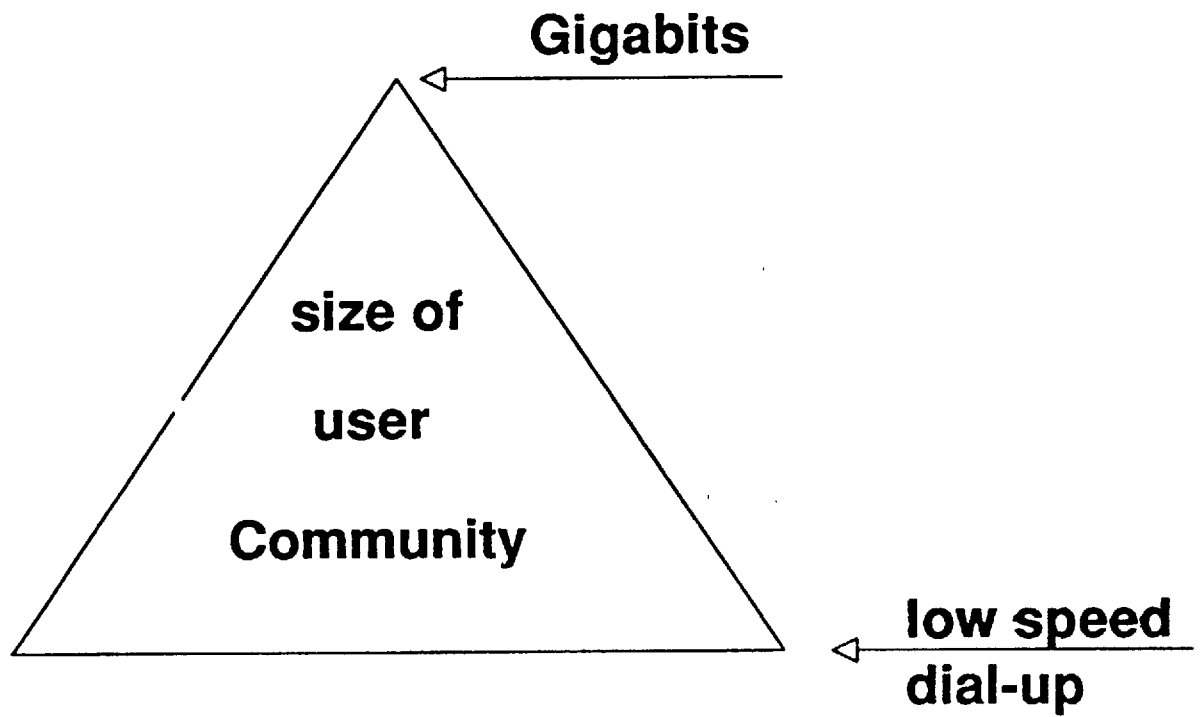 Gigabits
size of
user
Community
low speed
dial-up